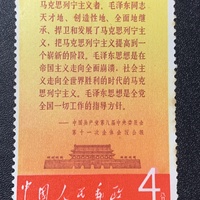 克思列宁主义者。毛泽东同志
天才地、创造性地、全面地继
承、捍卫和发展了马克思列宁主
义，把马克思列宁主义提高到一
个崭新的阶段。毛泽东思想是在
帝国主义走向全面崩溃，社会主
义走向全世界胜利的时代的马克
思列宁主义。毛泽东思想是全党
全国一切工作的指导方针。
——中国共产党第八届中央委员会
第十一次全体会议公报
中国人民邮政 4